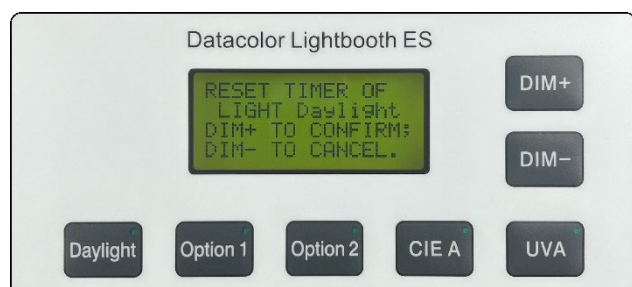 Datacolor Lightbooth ES
RESET TIMER OF
LIGHT Daylight
DIM+ TO CONFIRM;
DIM- TO CANCEL.
DIM+
DIM−
Daylight
Option 1
Option 2
CIE A
UVA